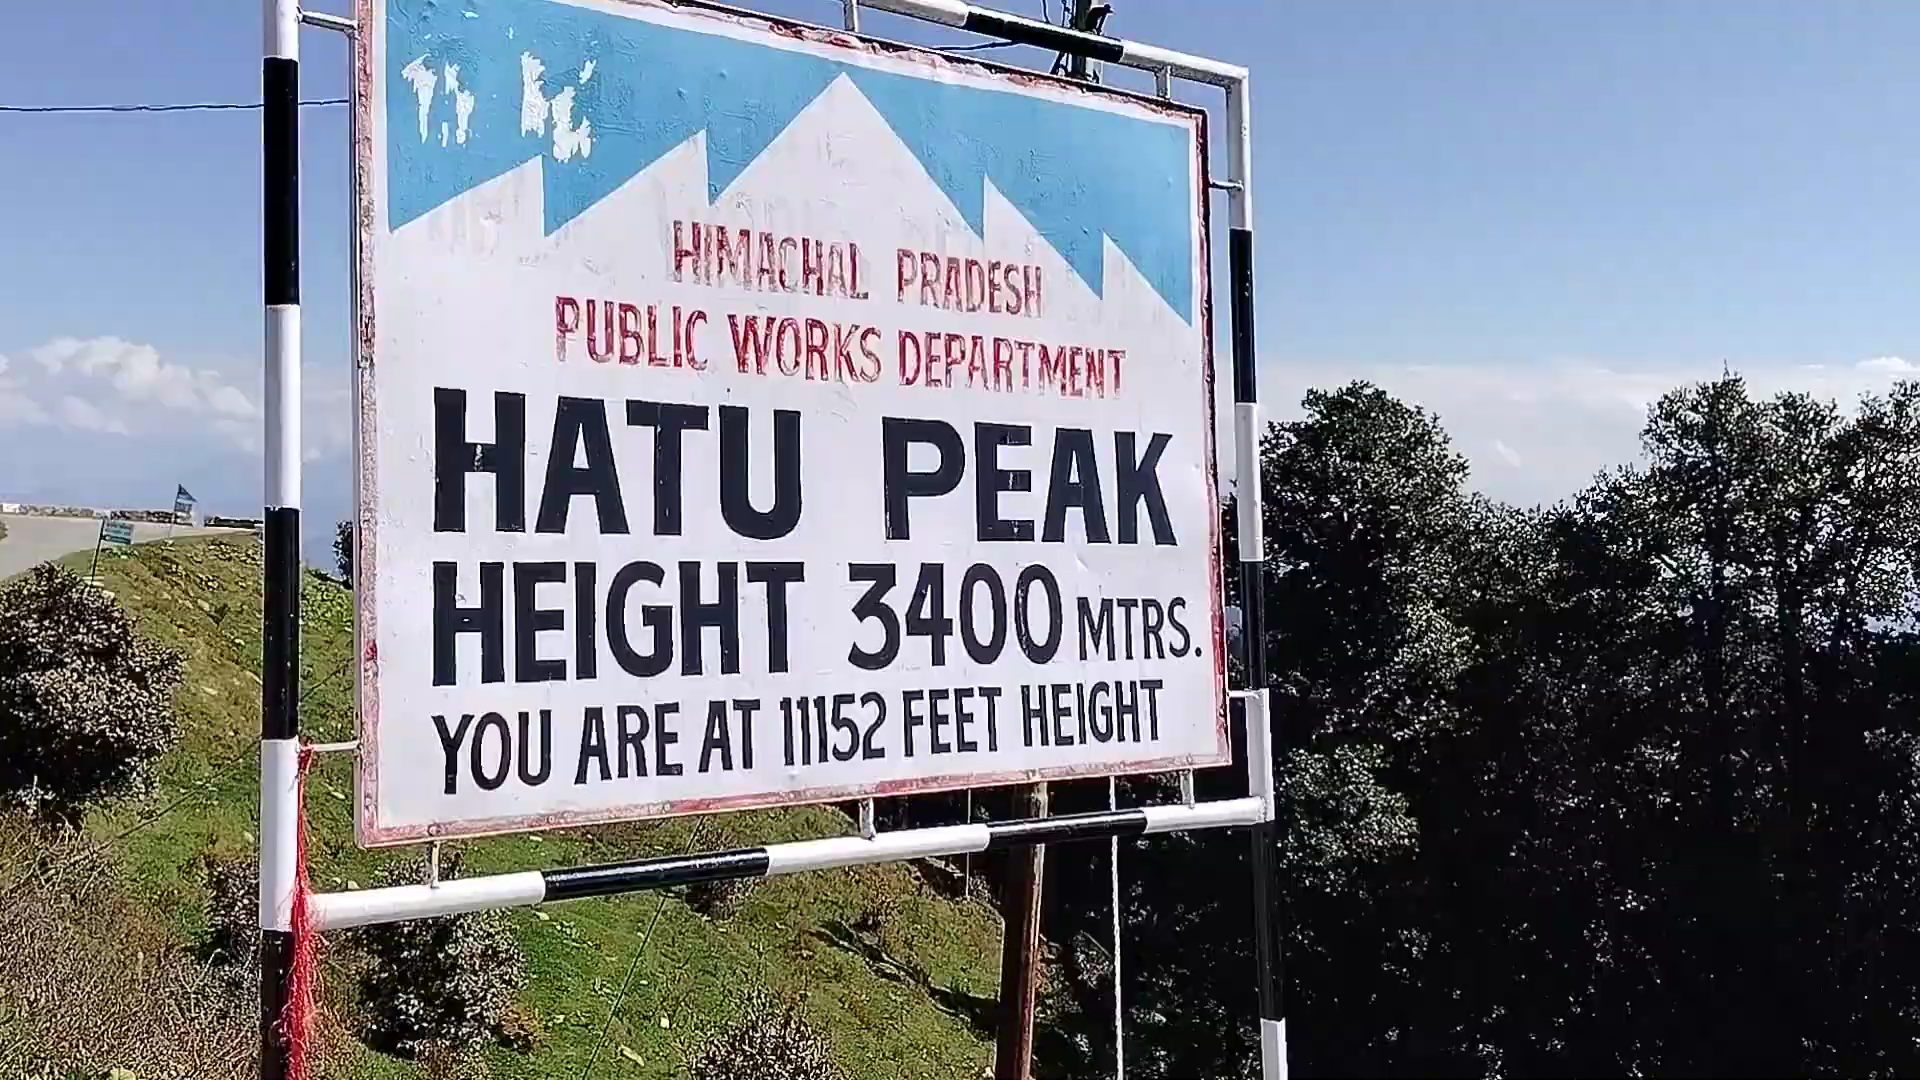 HIMACHAL PRADESH
PUBLIC WORKS DEPARTMENT
HATU PEAK
HEIGHT 3400 MTRS.
YOU ARE AT 11152 FEET HEIGHT